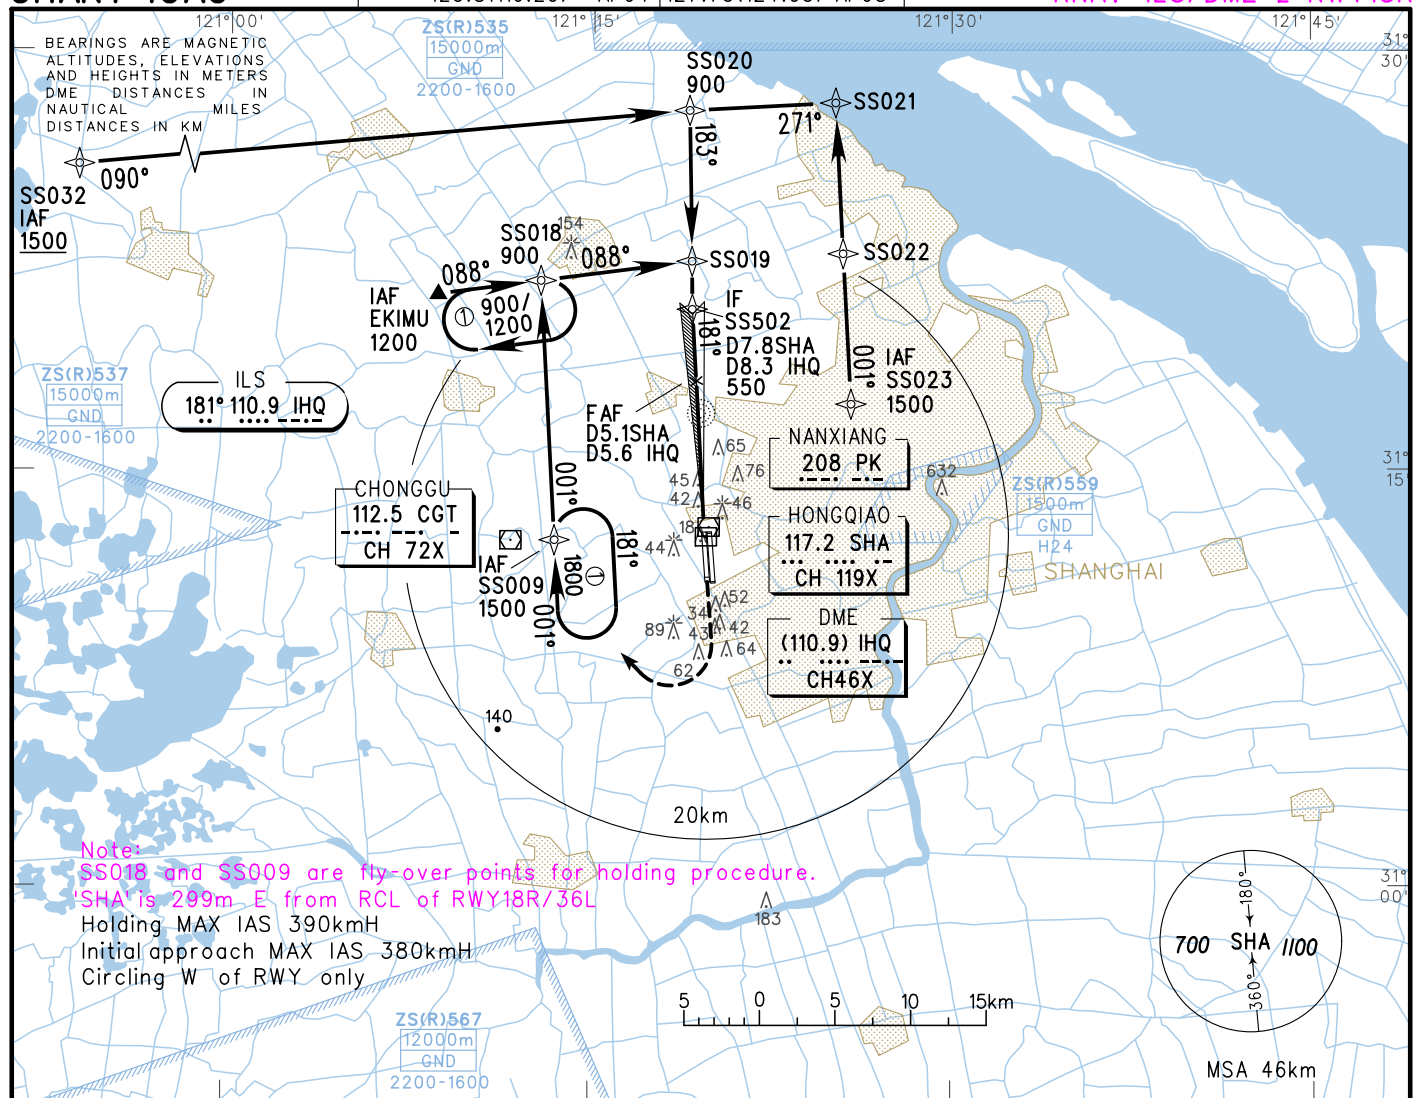 121°00'
121°15'
121°30'
121°45'
31°
30'
BEARINGS ARE MAGNETIC
ALTITUDES, ELEVATIONS
AND HEIGHTS IN METERS
DME DISTANCES IN
NAUTICAL MILES
DISTANCES IN KM
ZS(R)535
15000m
GND
2200-1600
SS020
900
SS021
271°
183°
090°
SS032
IAF
1500
154
SS018
900
088°
088°
SS019
SS022
IAF
EKIMU
1200
① 900/
1200
IF
SS502
D7.8SHA
D8.3 IHQ
550
181°
001°
IAF
SS023
1500
ZS(R)537
15000m
GND
2200-1600
ILS
181° 110.9 IHQ
FAF
D5.1SHA
D5.6 IHQ
65
76
45
42
46
NANXIANG
208 PK
632
31°
15'
ZS(R)559
1500m
GND
H24
CHONGGU
112.5 CGT
CH 72X
001°
181°
1800
①
001°
IAF
SS009
1500
44
HONGQIAO
117.2 SHA
CH 119X
SHANGHAI
52
34
43
42
89
64
62
DME
(110.9) IHQ
CH46X
140
20km
Note:
SS018 and SS009 are fly-over points for holding procedure.
'SHA' is 299m E from RCL of RWY18R/36L
Holding MAX IAS 390kmH
Initial approach MAX IAS 380kmH
Circling W of RWY only
183
31°
00'
180°
700 SHA 1100
360°
MSA 46km
5 0 5 10 15km
ZS(R)567
12000m
GND
2200-1600